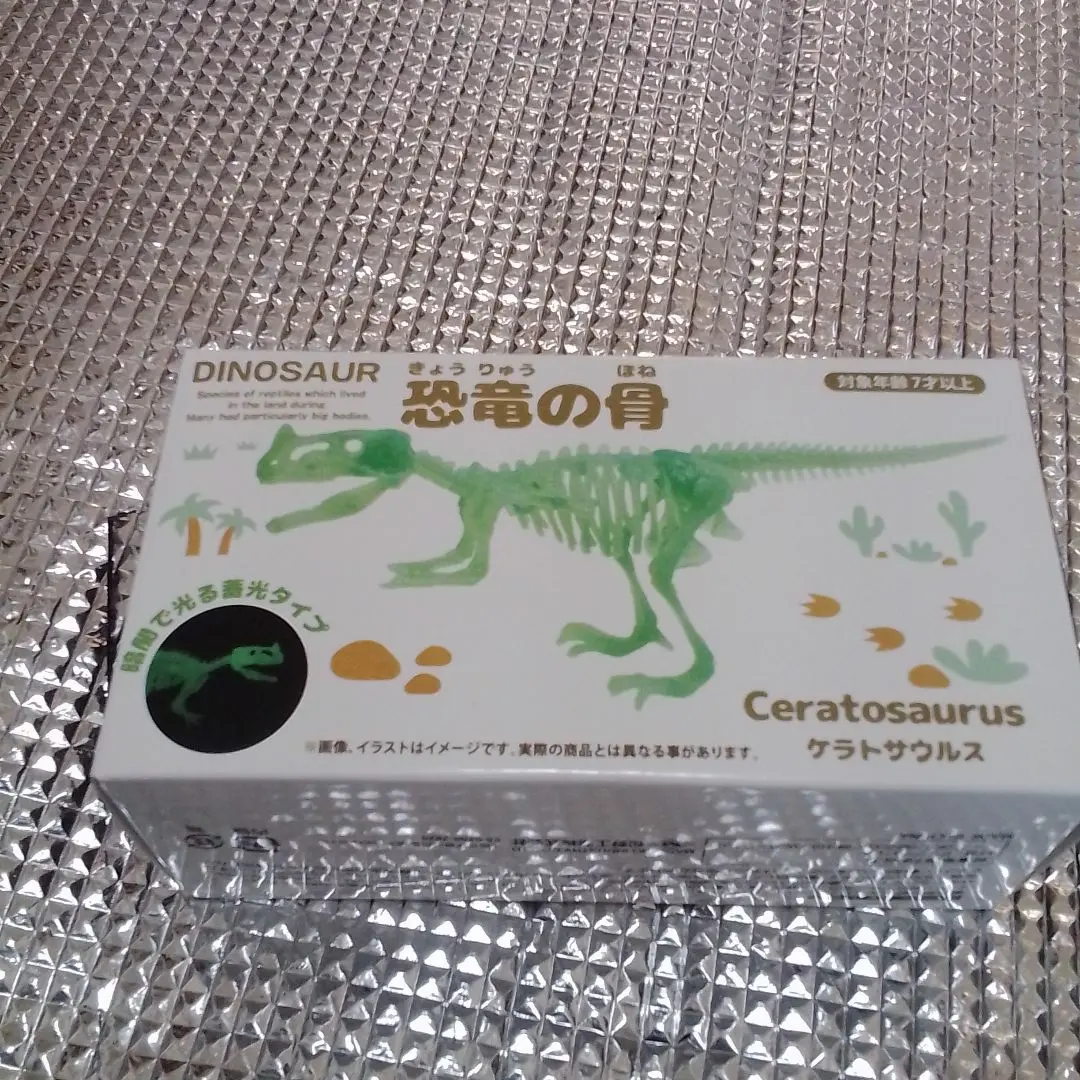 DINOSAUR
Species of reptiles which lived
in the land during.
Many had particularly big bodies.
きょう りゅう ほね
恐竜の骨
対象年齢7才以上
暗闇で光る蓄光タイプ
Ceratosaurus
ケラトサウルス
※画像、イラストはイメージです。実際の商品とは異なる事があります。